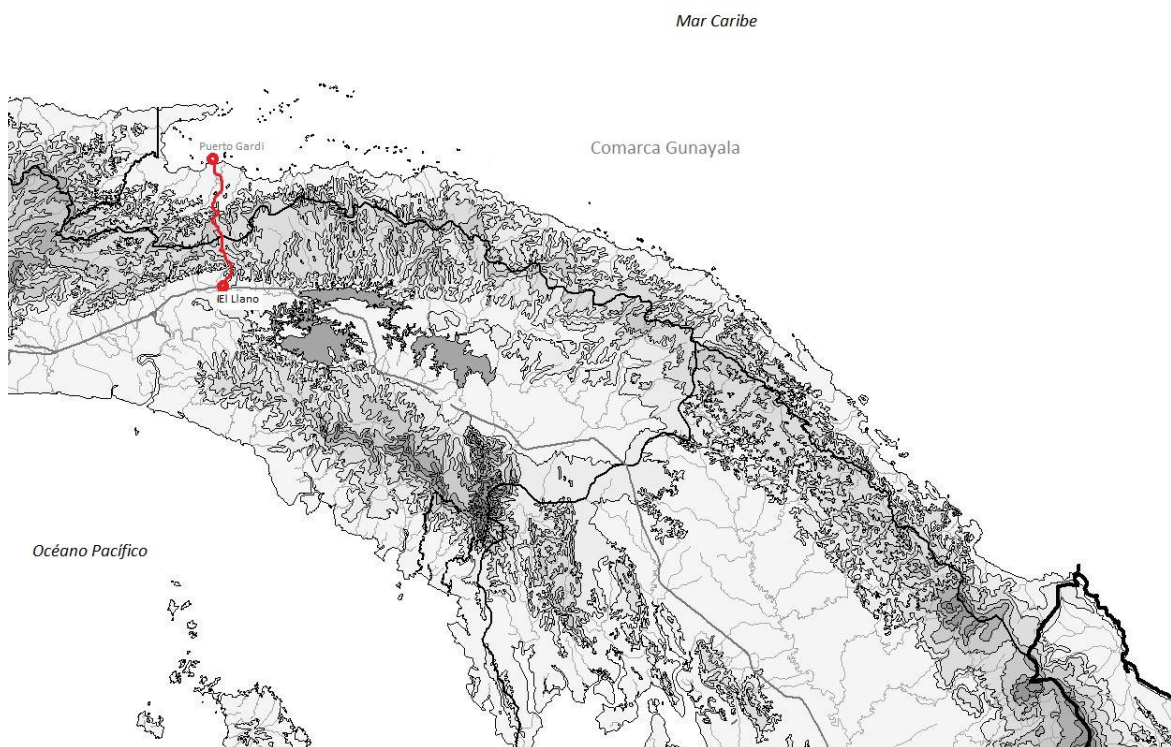 Mar Caribe
Puerto Gardi
Comarca Gunayala
El Llano
Océano Pacífico